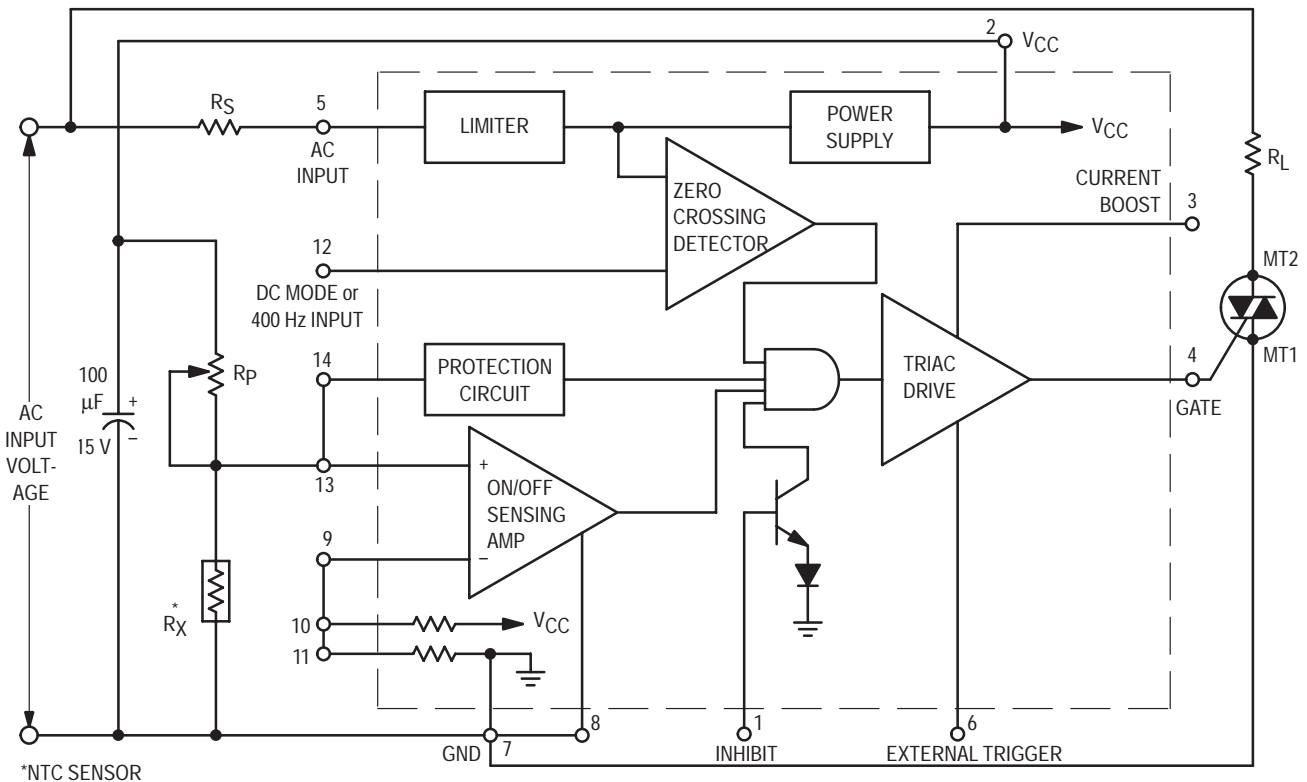 2
VCC
RS
5
AC
INPUT
LIMITER
POWER
SUPPLY
VCC
RL
CURRENT
BOOST
3
ZERO
CROSSING
DETECTOR
12
DC MODE or
400 Hz INPUT
MT2
MT1
14
PROTECTION
CIRCUIT
TRIAC
DRIVE
4
GATE
RP
100
µF
15 V
+
–
AC
INPUT
VOLT-
AGE
13
+
ON/OFF
SENSING
AMP
–
9
RX
*
10
VCC
11
8
GND
7
1
INHIBIT
6
EXTERNAL TRIGGER
*NTC SENSOR